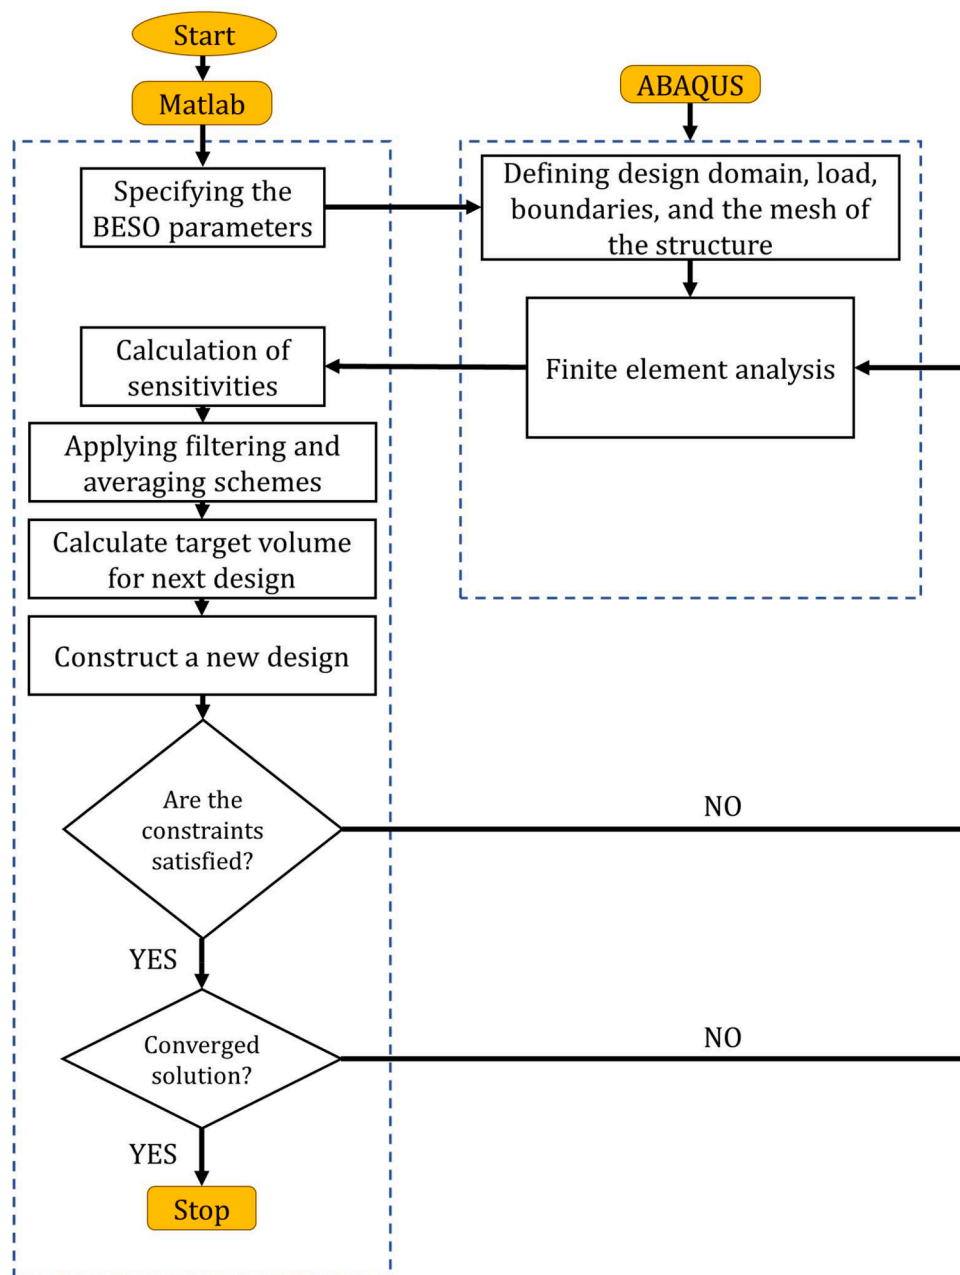 Start
Matlab
ABAQUS
Specifying the
BESO parameters
Defining design domain, load,
boundaries, and the mesh of
the structure
Calculation of
sensitivities
Finite element analysis
Applying filtering and
averaging schemes
Calculate target volume
for next design
Construct a new design
Are the
constraints
satisfied?
NO
YES
Converged
solution?
NO
YES
Stop